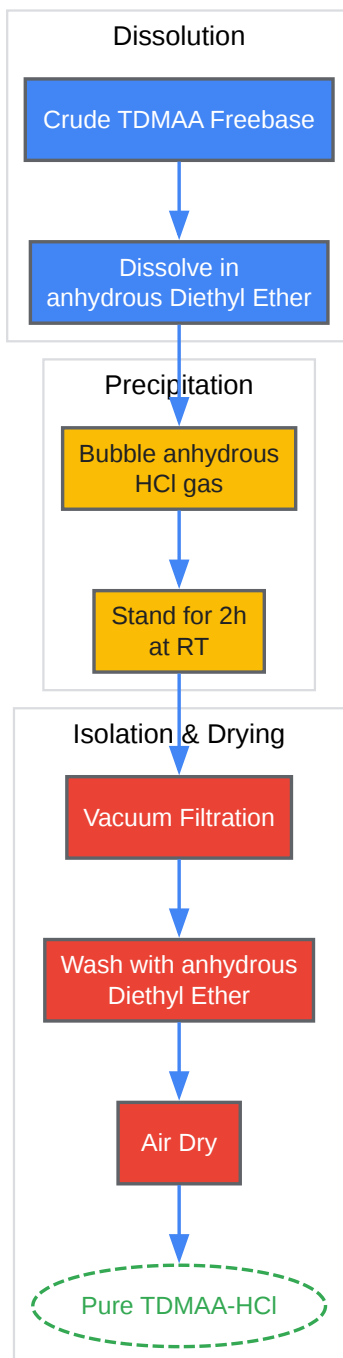 Dissolution
Crude TDMAA Freebase
Dissolve in
anhydrous Diethyl Ether
Precipitation
Bubble anhydrous
HCl gas
Stand for 2h
at RT
Isolation & Drying
Vacuum Filtration
Wash with anhydrous
Diethyl Ether
Air Dry
Pure TDMAA-HCl